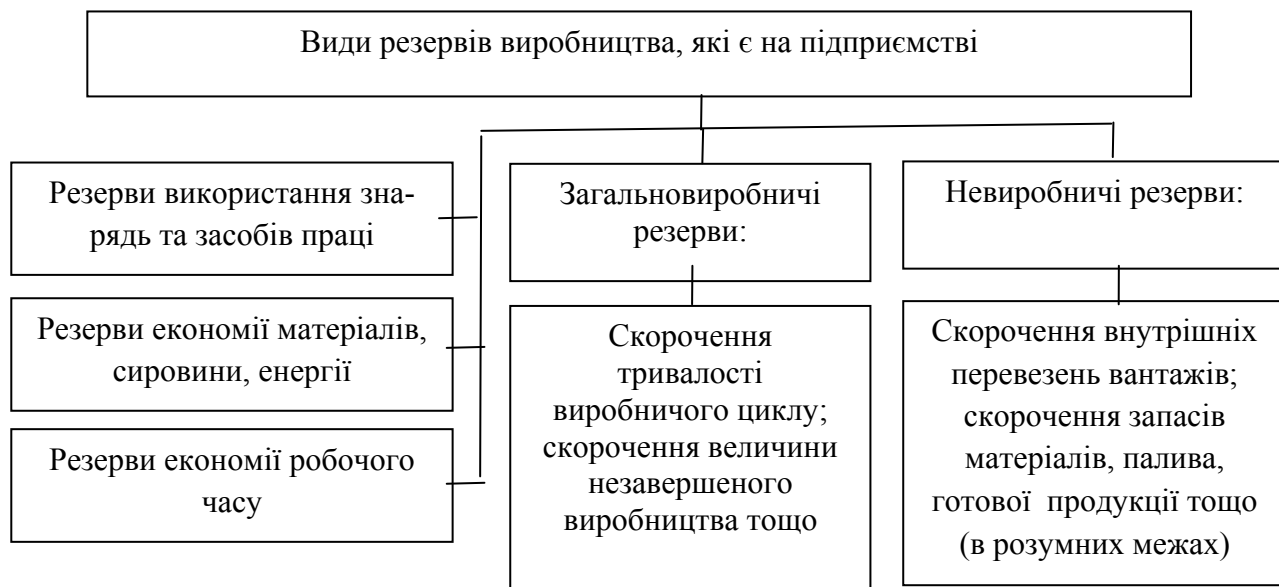 Види резервів виробництва, які є на підприємстві
Резерви використання зна-
рядь та засобів праці
Резерви економії матеріалів,
сировини, енергії
Резерви економії робочого
часу
Загальновиробничі
резерви:
Скорочення
тривалості
виробничого циклу;
скорочення величини
незавершеного
виробництва тощо
Невиробничі резерви:
Скорочення внутрішніх
перевезень вантажів;
скорочення запасів
матеріалів, палива,
готової продукції тощо
(в розумних межах)